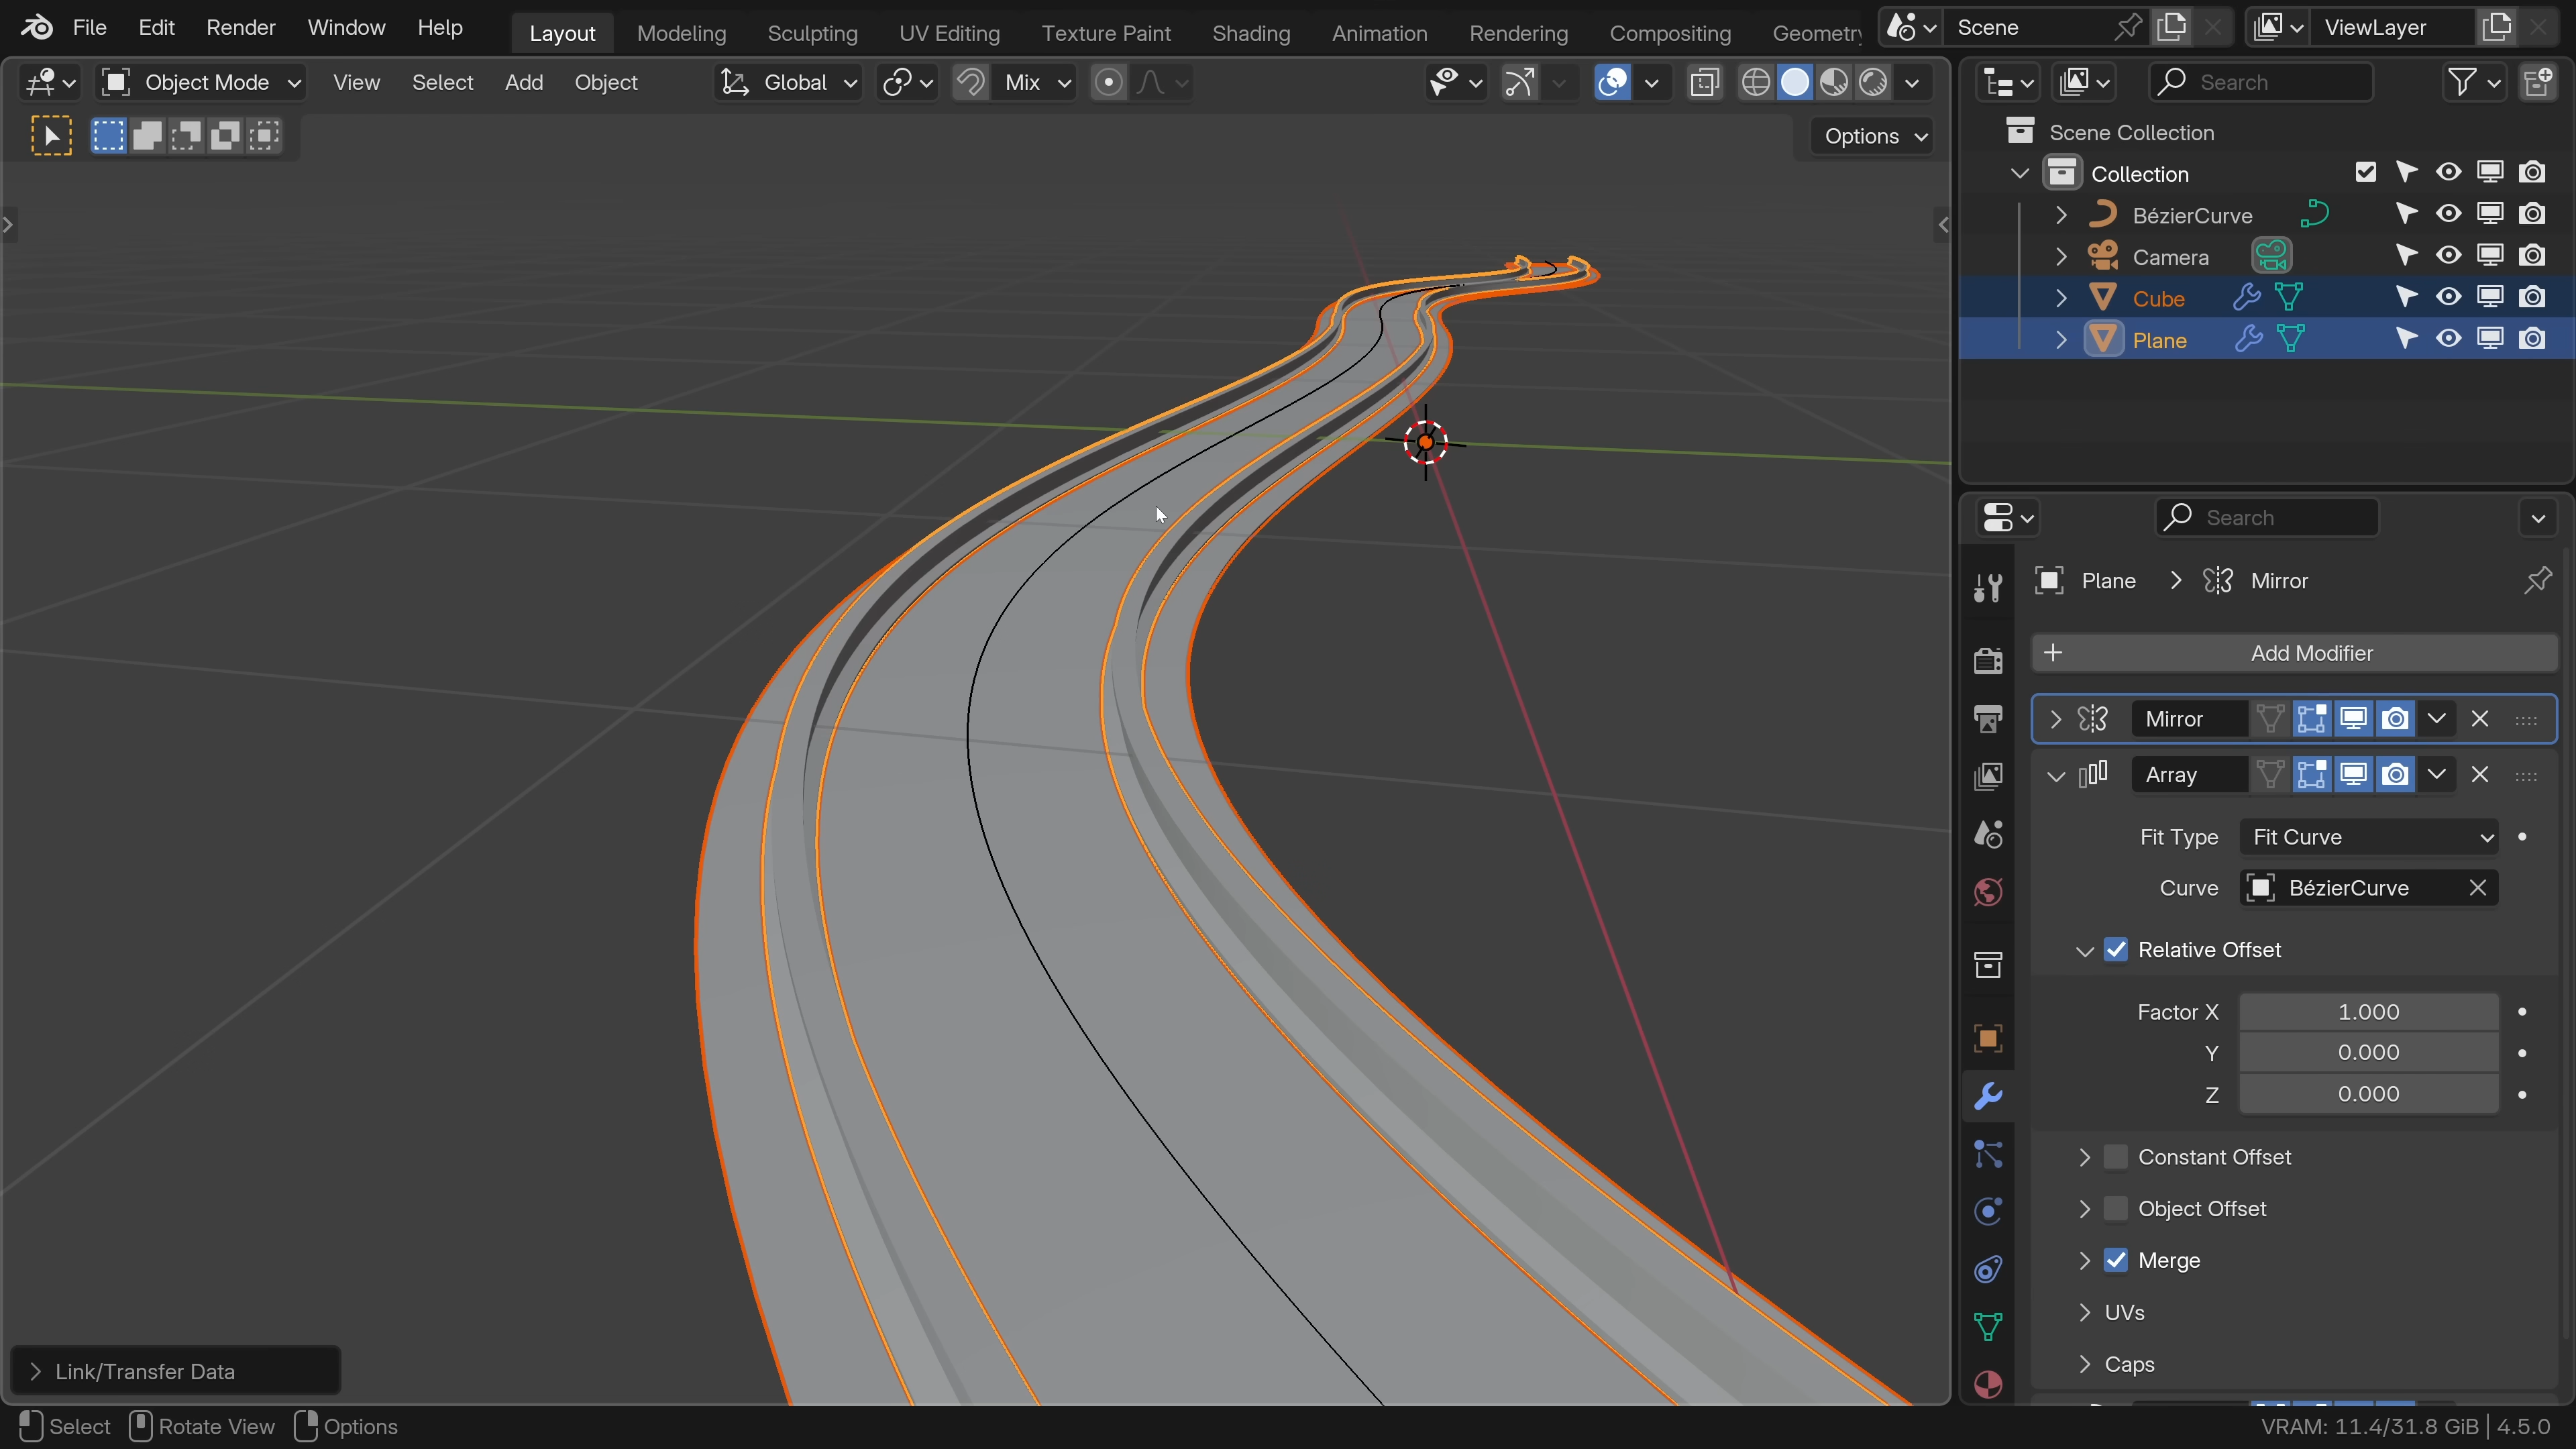 File Edit Render Window Help Layout Modeling Sculpting UV Editing Texture Paint Shading Animation Rendering Compositing Geometry Scene ViewLayer
Object Mode View Select Add Object Global Mix Search
Options
Scene Collection
Collection
BézierCurve
Camera
Cube
Plane
Search
Plane Mirror
Add Modifier
Mirror
Array
Fit Type Fit Curve
Curve BézierCurve
Relative Offset
Factor X 1.000
Y 0.000
Z 0.000
Constant Offset
Object Offset
Merge
UVs
Caps
Link/Transfer Data
Select Rotate View Options VRAM: 11.4/31.8 GiB | 4.5.0